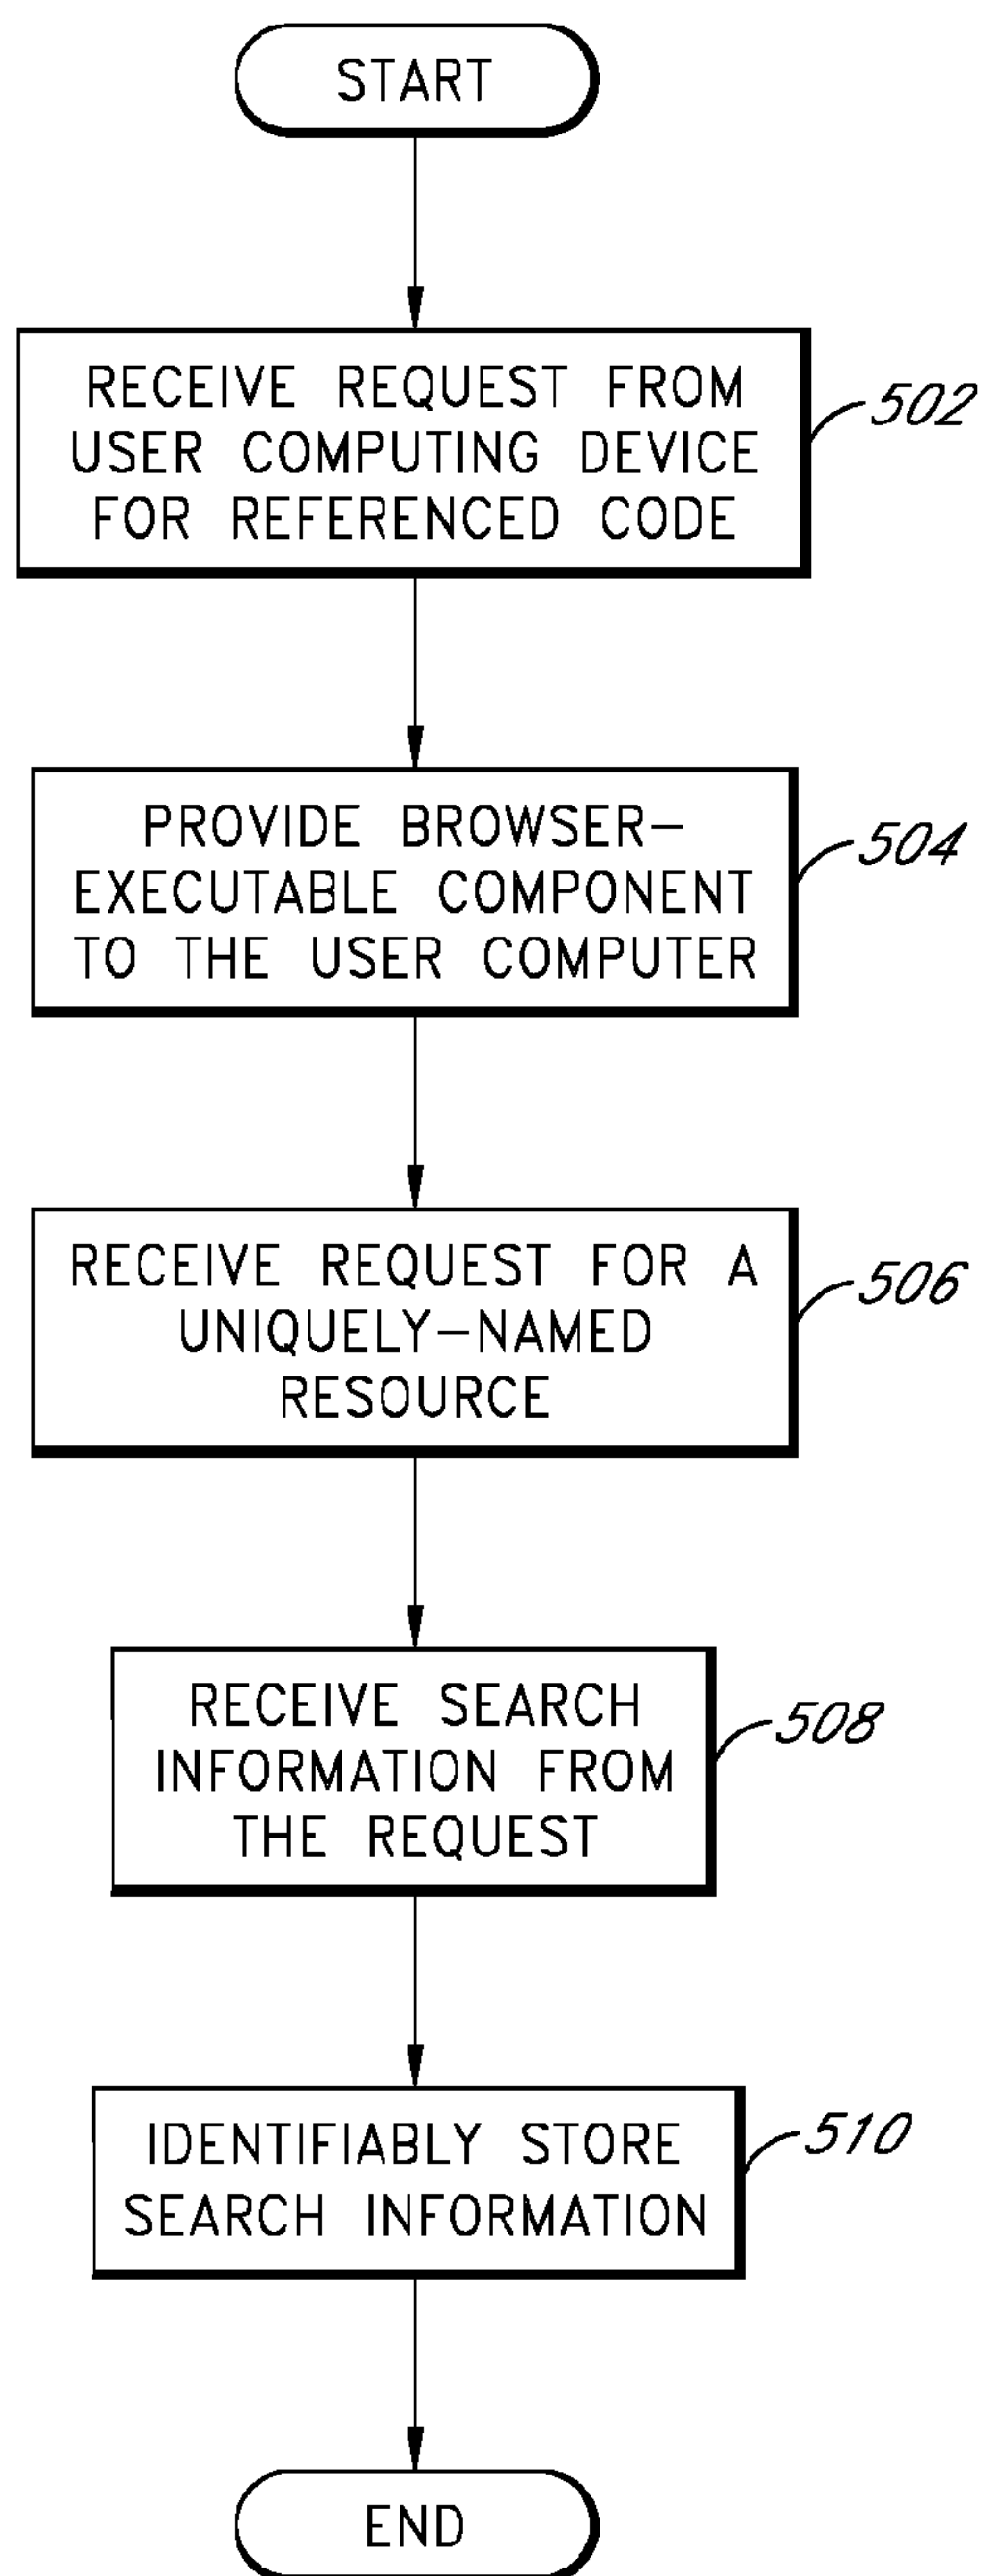 START
RECEIVE REQUEST FROM
USER COMPUTING DEVICE
FOR REFERENCED CODE
502
PROVIDE BROWSER–
EXECUTABLE COMPONENT
TO THE USER COMPUTER
504
RECEIVE REQUEST FOR A
UNIQUELY–NAMED
RESOURCE
506
RECEIVE SEARCH
INFORMATION FROM
THE REQUEST
508
IDENTIFIABLY STORE
SEARCH INFORMATION
510
END